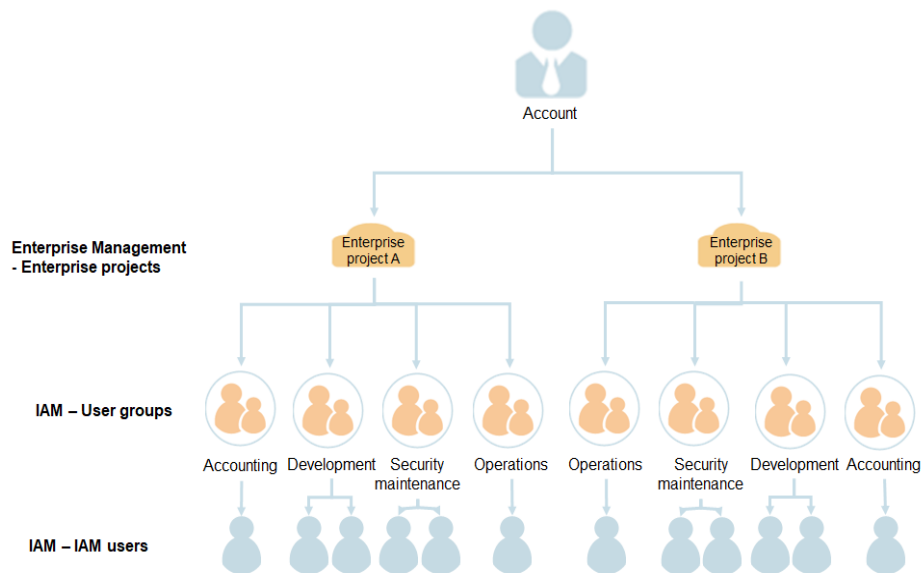 Account
Enterprise Management
- Enterprise projects
Enterprise
project A
Enterprise
project B
IAM – User groups
Accounting
Development
Security
maintenance
Operations
Operations
Security
maintenance
Development
Accounting
IAM – IAM users